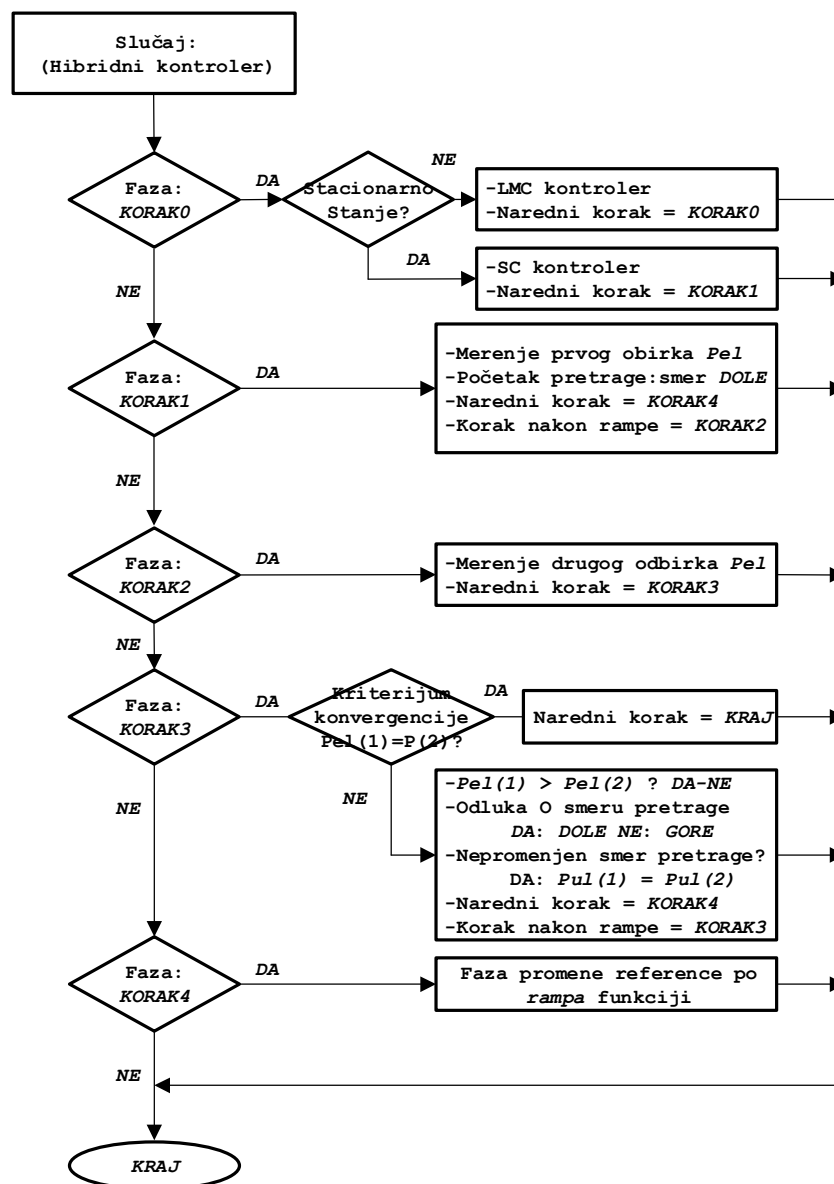 Slučaj:
(Hibridni kontroler)
Faza:
KORAK0
DA
Stacionarno
Stanje?
NE
-LMC kontroler
-Naredni korak = KORAK0
DA
-SC kontroler
-Naredni korak = KORAK1
NE
Faza:
KORAK1
DA
-Merenje prvog obirka Pel
-Početak pretrage:smer DOLE
-Naredni korak = KORAK4
-Korak nakon rampe = KORAK2
NE
Faza:
KORAK2
DA
-Merenje drugog odbirka Pel
-Naredni korak = KORAK3
NE
Faza:
KORAK3
DA
Kriterijum
konvergencije
Pel(1)=P(2)?
DA
Naredni korak = KRAJ
NE
-Pel(1) > Pel(2) ? DA-NE
-Odluka O smeru pretrage
DA: DOLE NE: GORE
-Nepromenjen smer pretrage?
DA: Pul(1) = Pul(2)
-Naredni korak = KORAK4
-Korak nakon rampe = KORAK3
NE
Faza:
KORAK4
DA
Faza promene reference po
rampa funkciji
NE
KRAJ